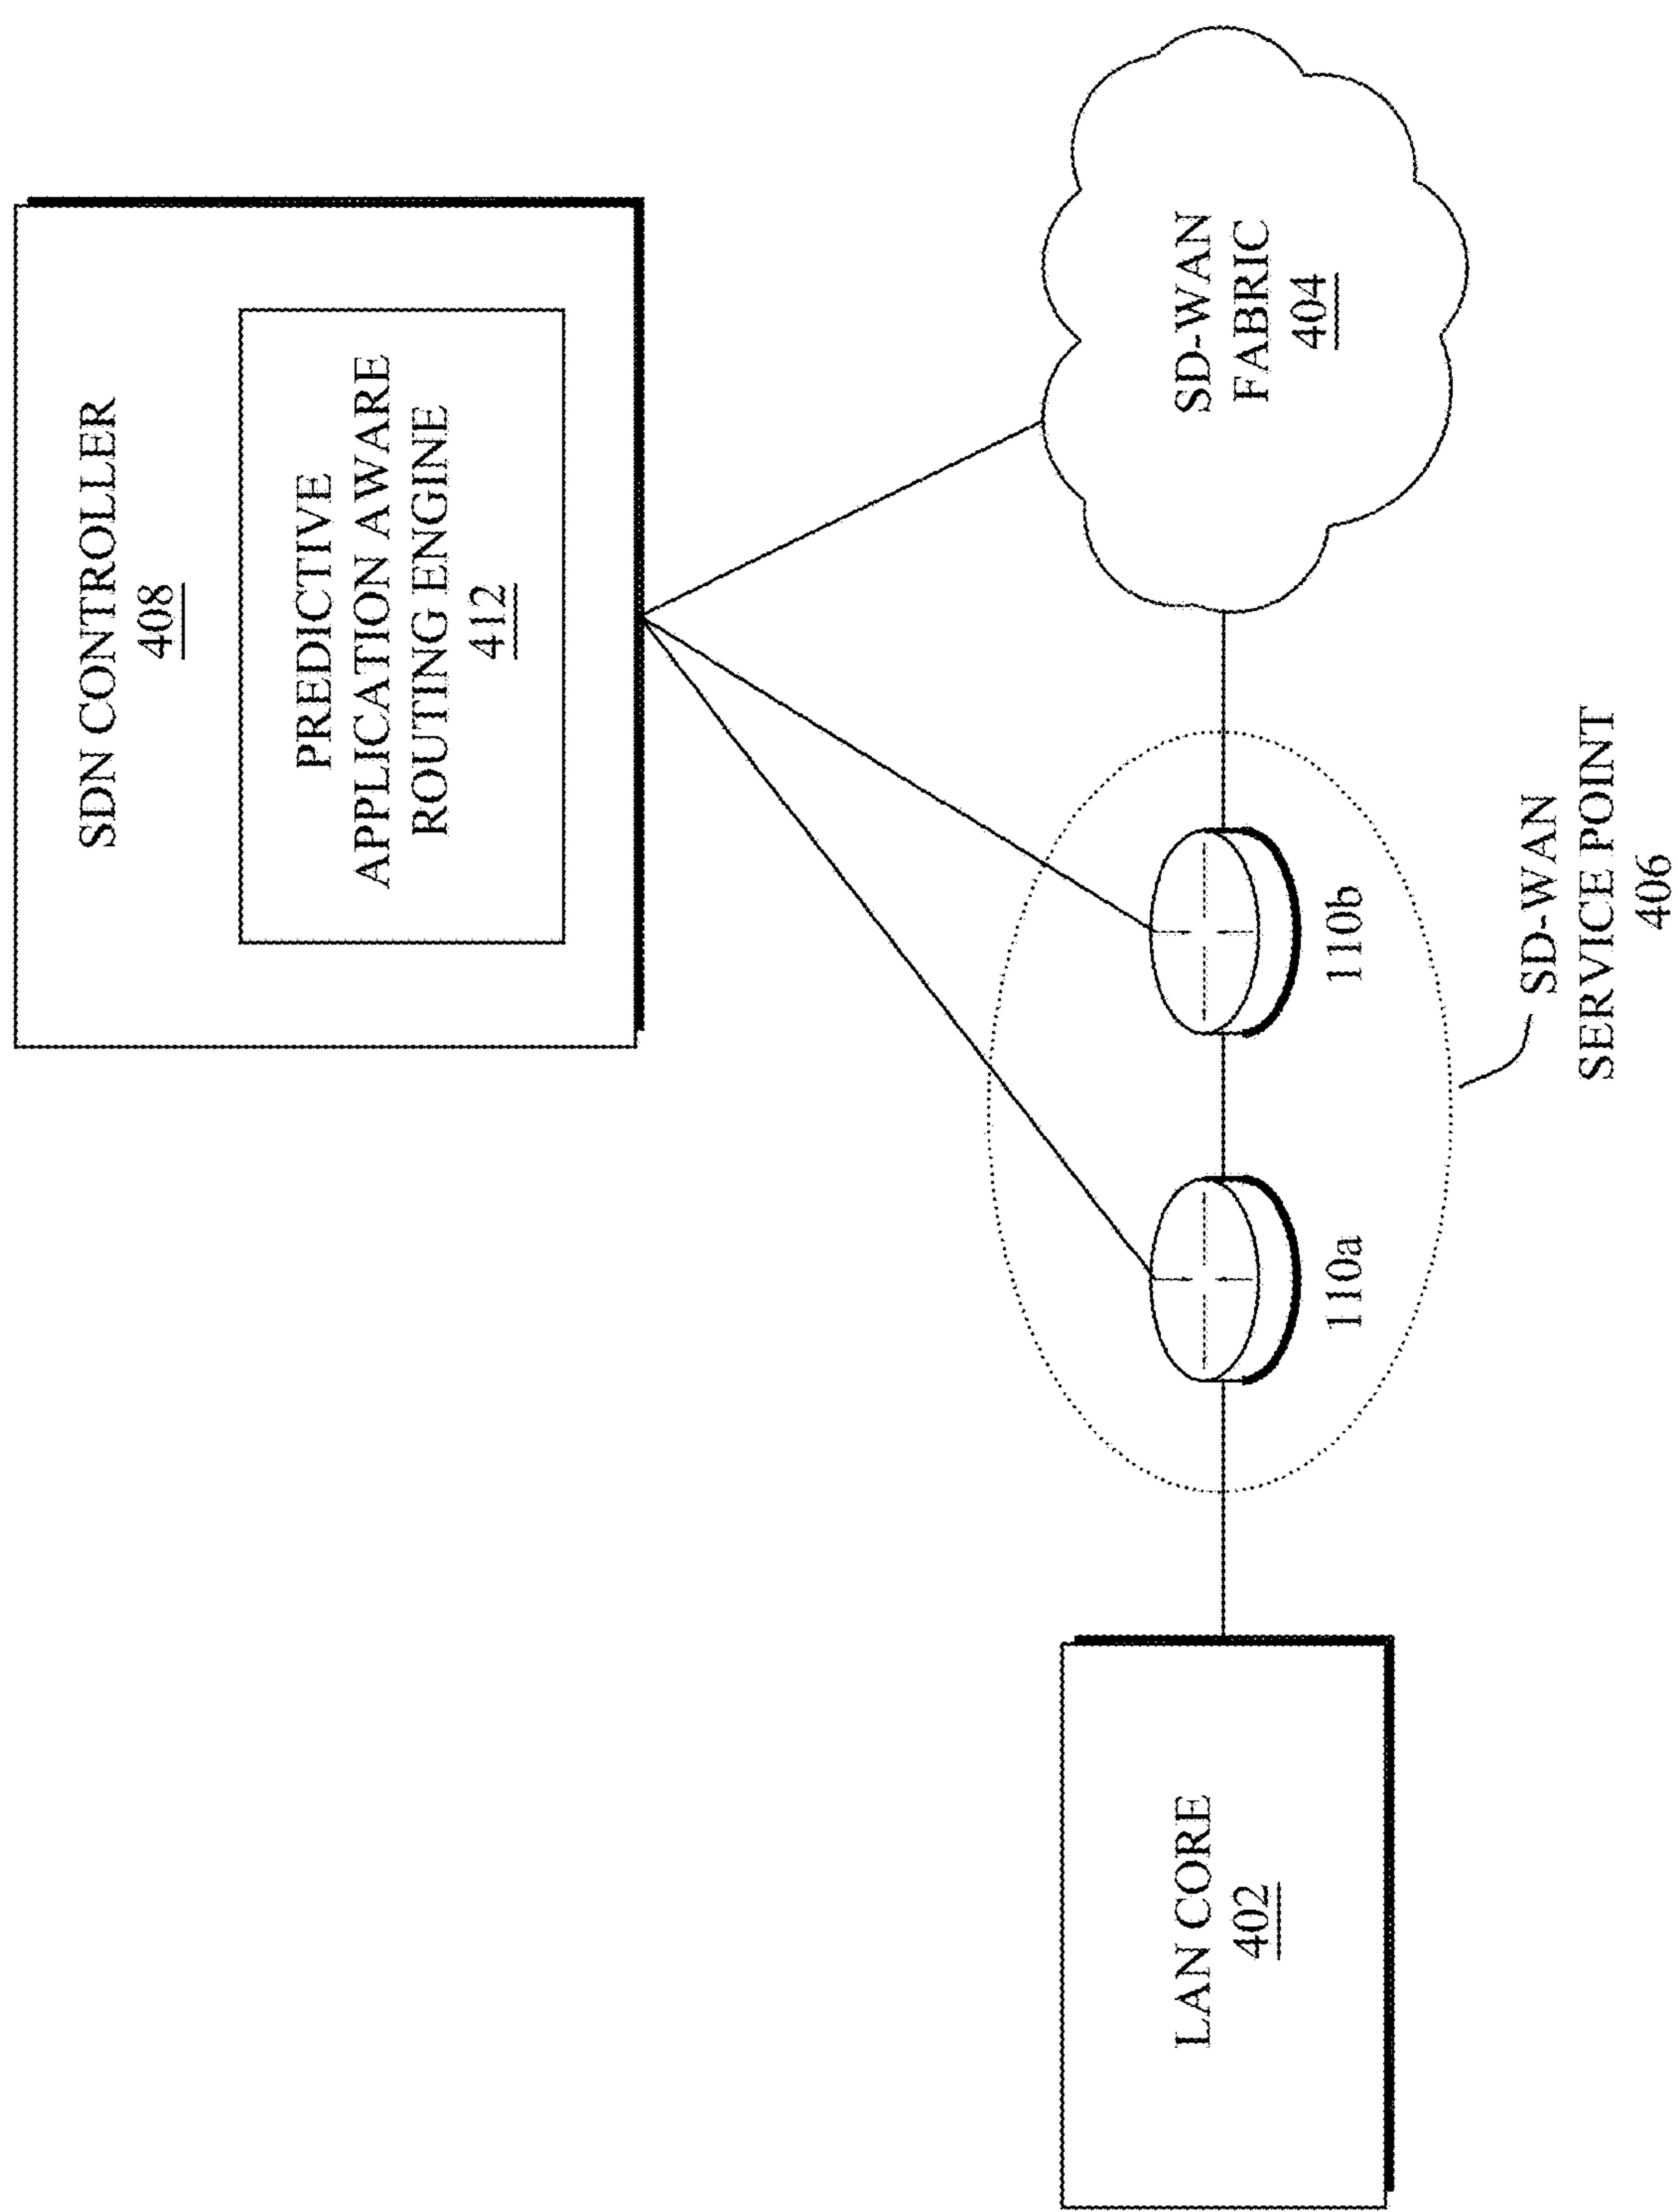 SDN CONTROLLER
408
PREDICTIVE
APPLICATION AWARE
ROUTING ENGINE
412
LAN CORE
402
110a
110b
SD-WAN
FABRIC
404
SD-WAN
SERVICE POINT
406